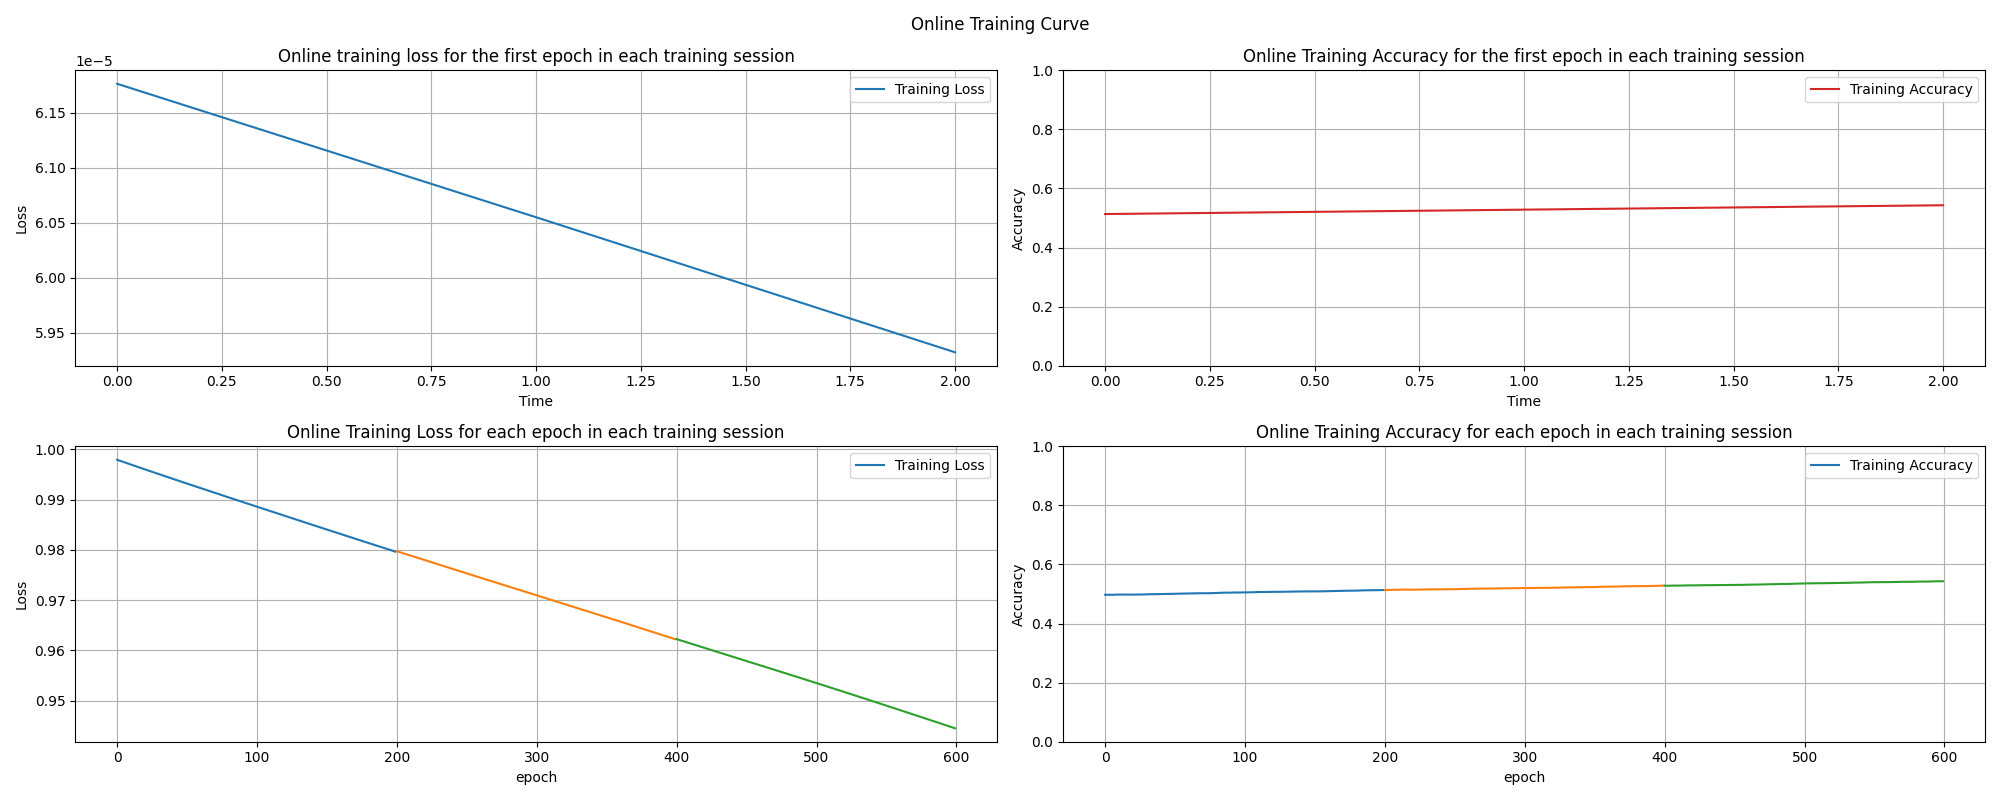 Online Training Curve
Online training loss for the first epoch in each training session
1e−5
Training Loss
6.15
6.10
6.05
6.00
5.95
Loss
0.00 0.25 0.50 0.75 1.00 1.25 1.50 1.75 2.00
Time
Online Training Accuracy for the first epoch in each training session
Training Accuracy
1.0
0.8
0.6
0.4
0.2
0.0
Accuracy
0.00 0.25 0.50 0.75 1.00 1.25 1.50 1.75 2.00
Time
Online Training Loss for each epoch in each training session
Training Loss
1.00
0.99
0.98
0.97
0.96
0.95
Loss
0 100 200 300 400 500 600
epoch
Online Training Accuracy for each epoch in each training session
Training Accuracy
1.0
0.8
0.6
0.4
0.2
0.0
Accuracy
0 100 200 300 400 500 600
epoch